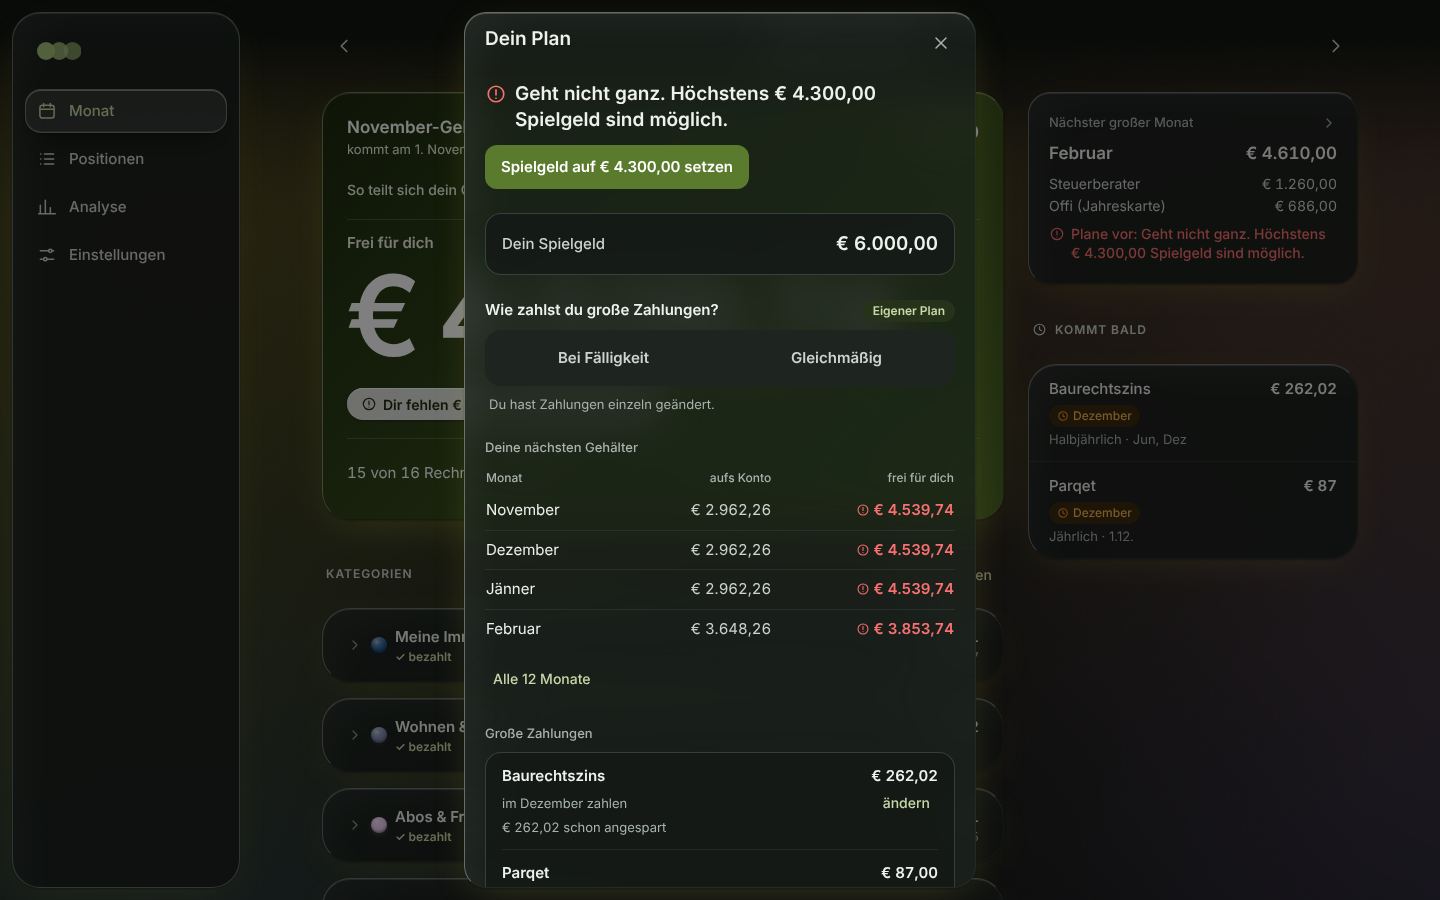 Monat
Positionen
Analyse
Einstellungen
November-Ge
kommt am 1. Nover
So teilt sich dein
Frei für dich
€ 4
Dir fehlen €
15 von 16 Rechn
KATEGORIEN
en
Meine Im
✓ bezahlt
Wohnen &
✓ bezahlt
Abos & Fr
✓ bezahlt
Dein Plan
Geht nicht ganz. Höchstens € 4.300,00
Spielgeld sind möglich.
Spielgeld auf € 4.300,00 setzen
Dein Spielgeld € 6.000,00
Wie zahlst du große Zahlungen? Eigener Plan
Bei Fälligkeit Gleichmäßig
Du hast Zahlungen einzeln geändert.
Deine nächsten Gehälter
Monat aufs Konto frei für dich
November € 2.962,26 € 4.539,74
Dezember € 2.962,26 € 4.539,74
Jänner € 2.962,26 € 4.539,74
Februar € 3.648,26 € 3.853,74
Alle 12 Monate
Große Zahlungen
Baurechtszins € 262,02
im Dezember zahlen ändern
€ 262,02 schon angespart
Parqet € 87,00
Nächster großer Monat
Februar € 4.610,00
Steuerberater € 1.260,00
Offi (Jahreskarte) € 686,00
Plane vor: Geht nicht ganz. Höchstens
€ 4.300,00 Spielgeld sind möglich.
KOMMT BALD
Baurechtszins € 262,02
Dezember
Halbjährlich · Jun, Dez
Parqet € 87
Dezember
Jährlich · 1.12.